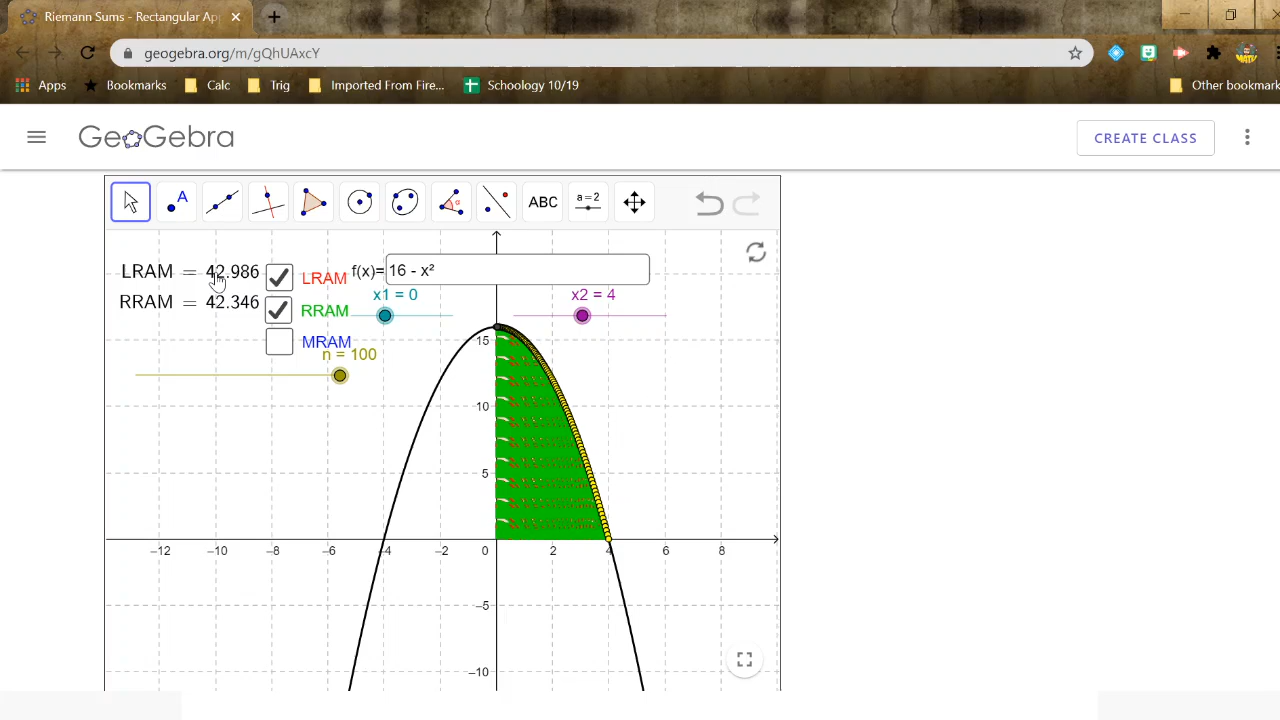 Riemann Sums - Rectangular Ap
geogebra.org/m/gQhUAxcY
Apps Bookmarks Calc Trig Imported From Fire... Schoology 10/19 Other bookmark
GeoGebra CREATE CLASS
A ABC a=2
LRAM = 42.986 LRAM f(x)= 16 - x²
RRAM = 42.346 RRAM x1 = 0 x2 = 4
MRAM
n = 100
15
10
5
-12 -10 -8 -6 -4 -2 0 2 4 6 8
-5
-10